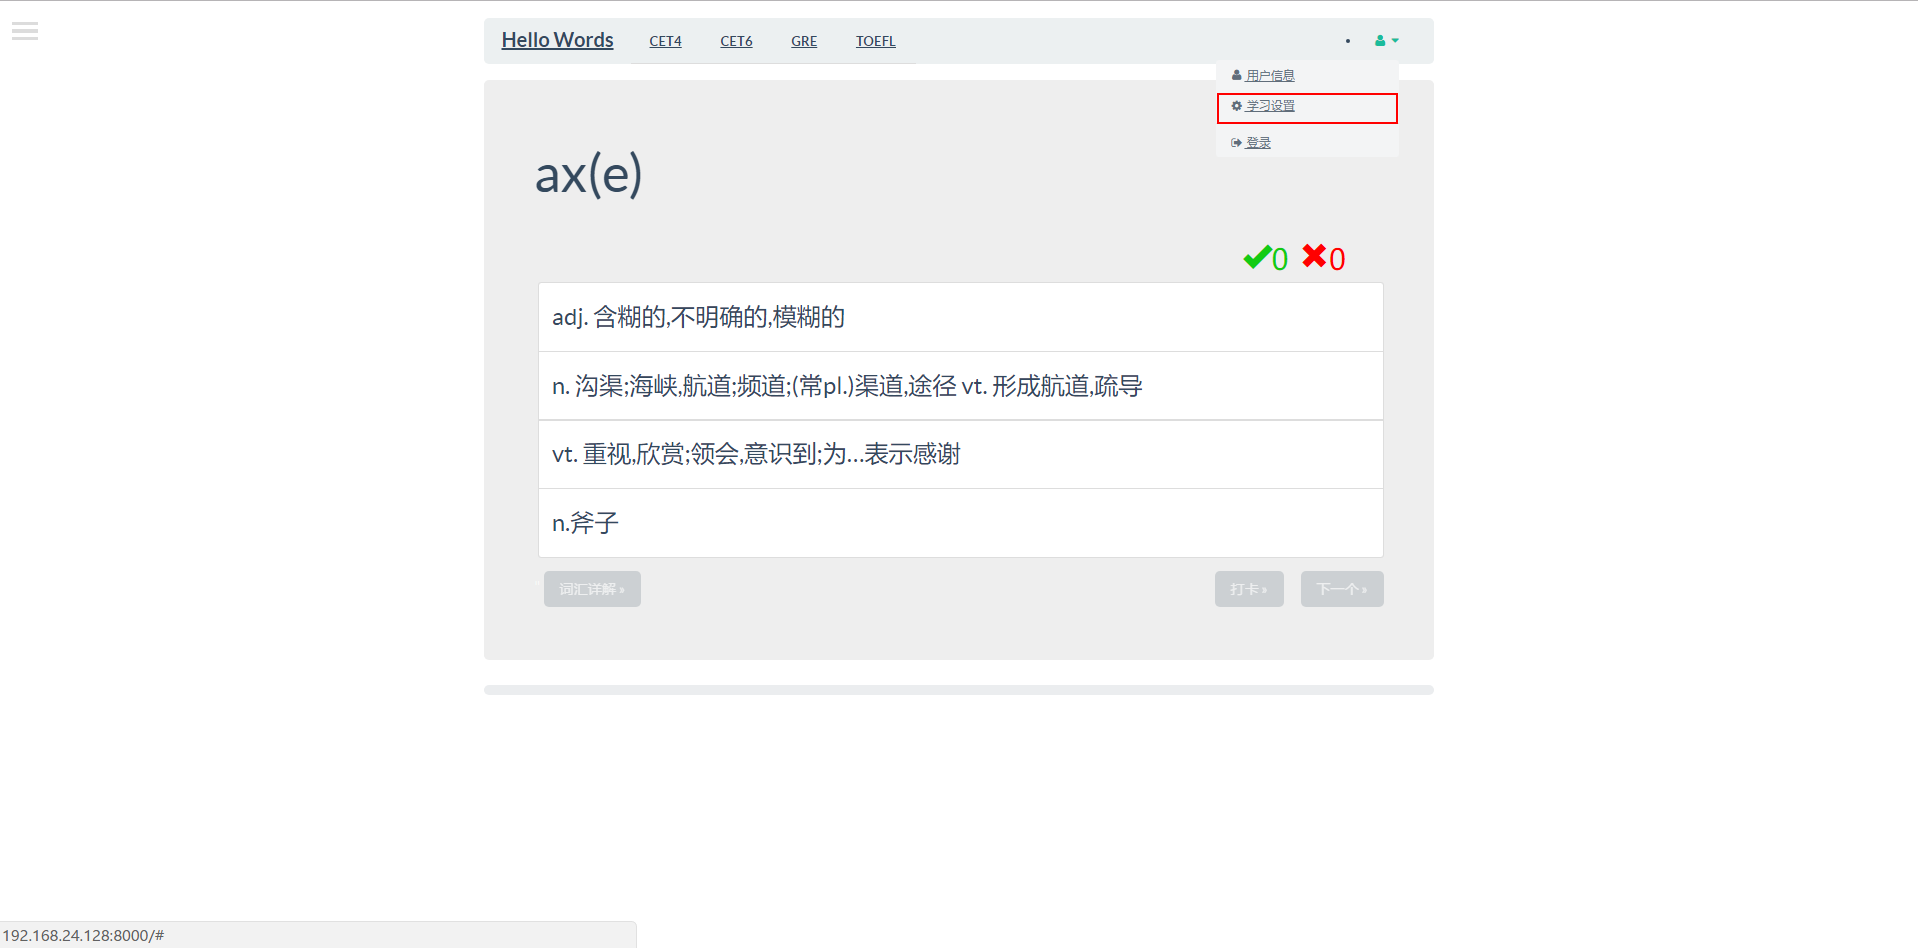 Hello Words CET4 CET6 GRE TOEFL
用户信息
学习设置
登录
ax(e)
0 0
adj. 含糊的,不明确的,模糊的
n. 沟渠;海峡,航道;频道;(常pl.)渠道,途径 vt. 形成航道,疏导
vt. 重视,欣赏;领会,意识到;为…表示感谢
n.斧子
词汇详解 » 打卡 » 下一个 »
192.168.24.128:8000/#